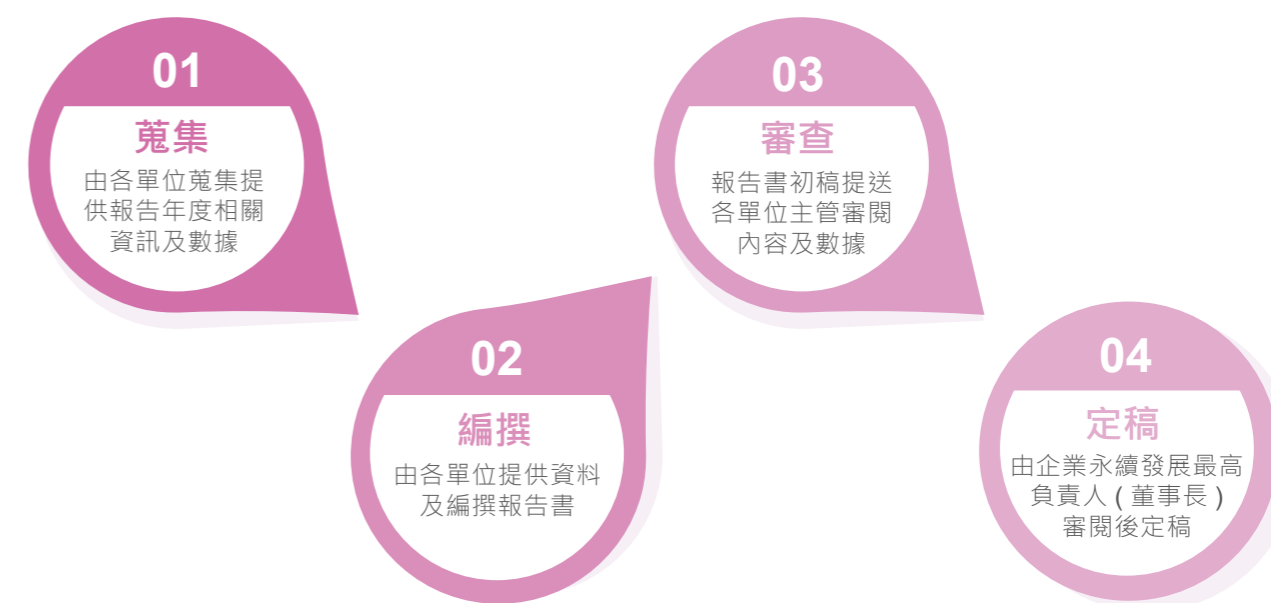 01
蒐集
由各單位蒐集提
供報告年度相關
資訊及數據
02
編撰
由各單位提供資料
及編撰報告書
03
審查
報告書初稿提送
各單位主管審閱
內容及數據
04
定稿
由企業永續發展最高
負責人 ( 董事長 )
審閱後定稿